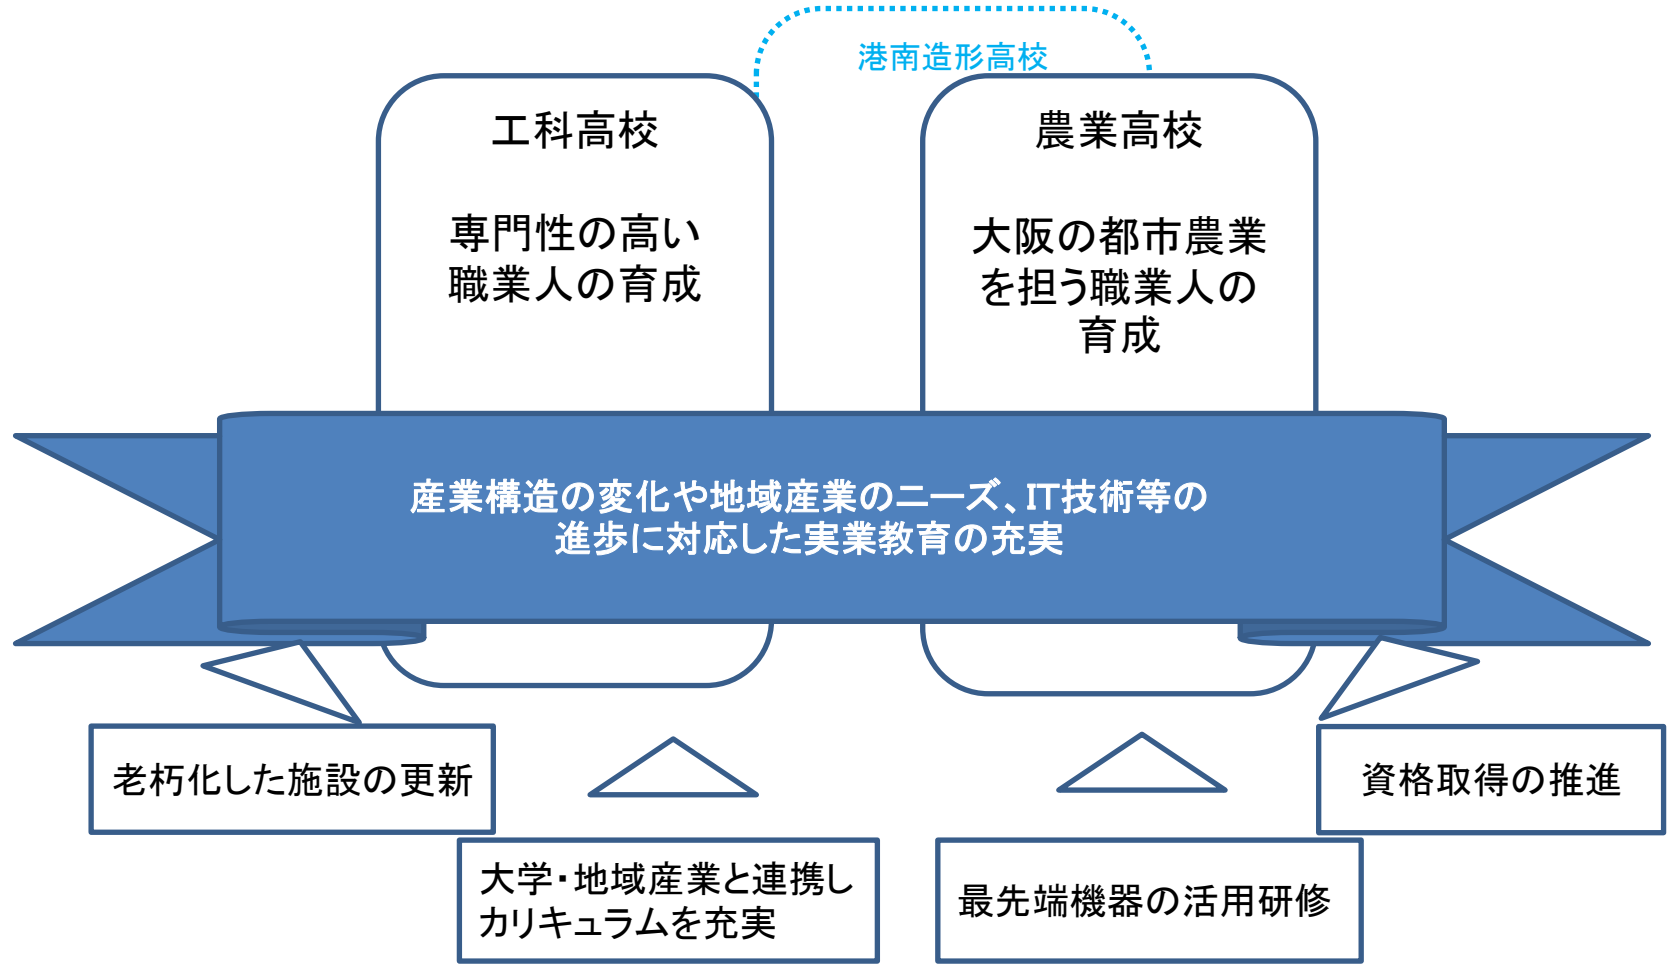 港南造形高校
工科高校
専門性の高い
職業人の育成
農業高校
大阪の都市農業
を担う職業人の
育成
産業構造の変化や地域産業のニーズ、IT技術等の
進歩に対応した実業教育の充実
老朽化した施設の更新
大学・地域産業と連携し
カリキュラムを充実
最先端機器の活用研修
資格取得の推進